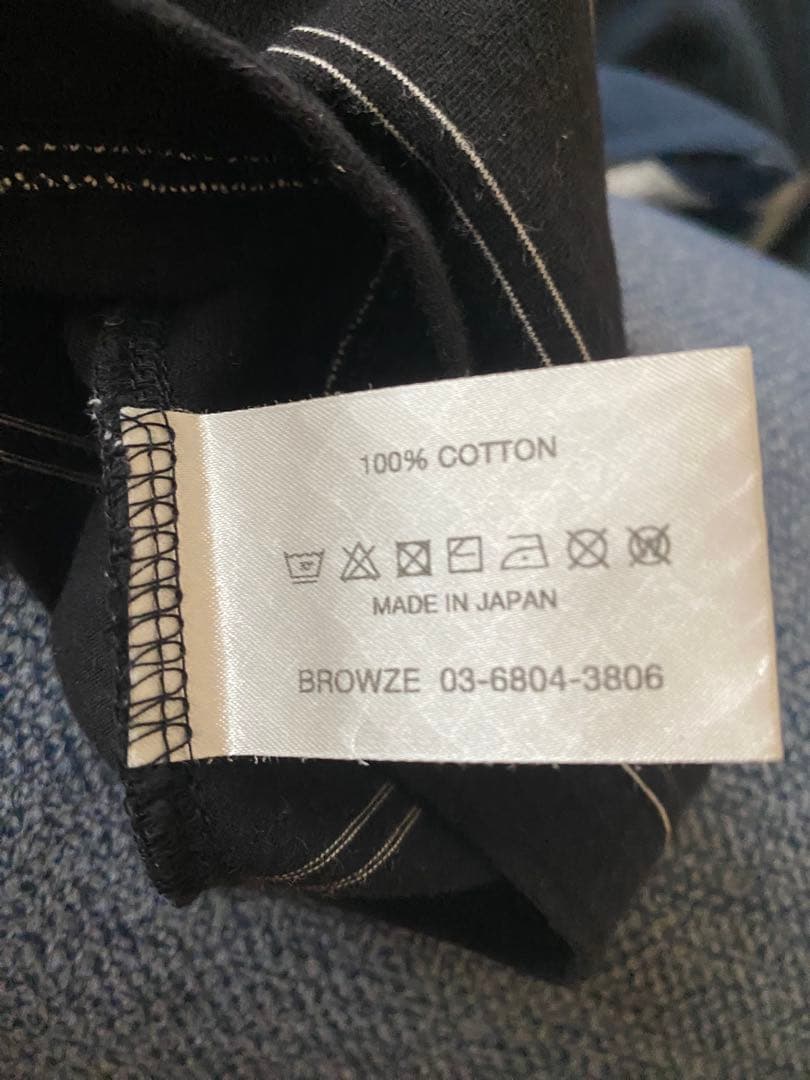 100% COTTON
MADE IN JAPAN
BROWZE 03-6804-3806